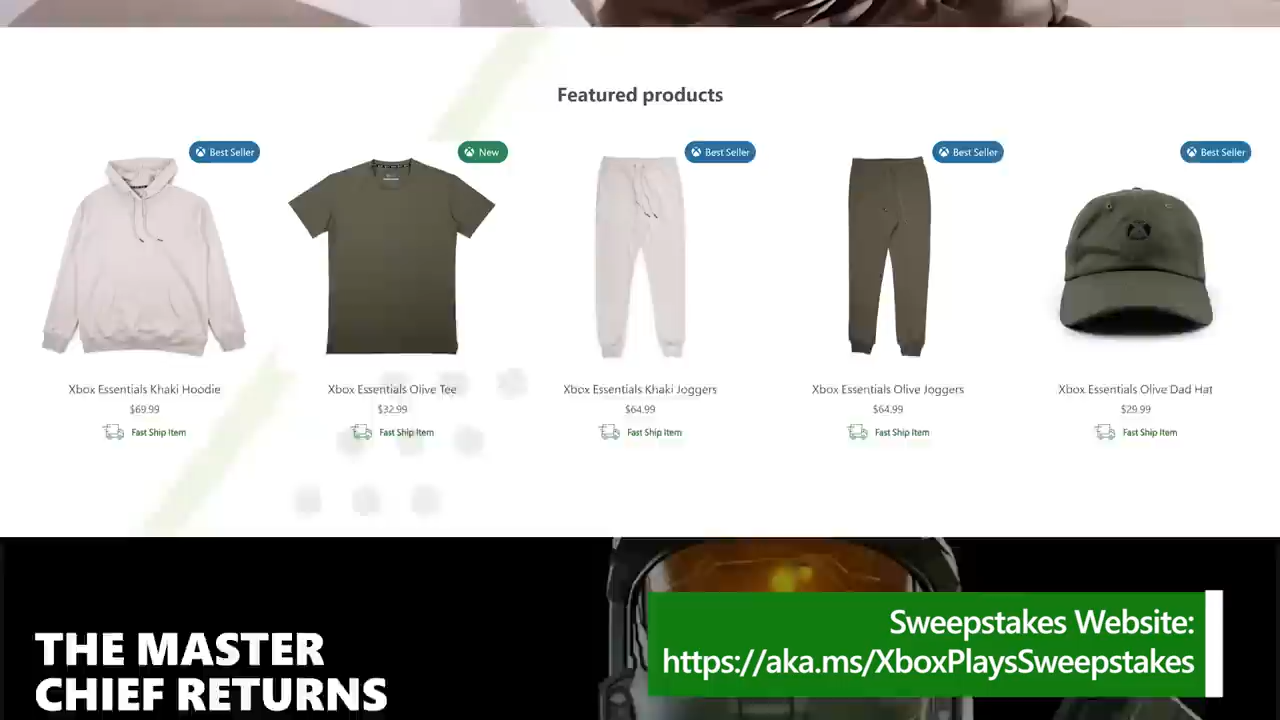 Featured products
Best Seller
New
Best Seller
Best Seller
Best Seller
Xbox Essentials Khaki Hoodie
$69.99
Fast Ship Item
Xbox Essentials Olive Tee
$32.99
Fast Ship Item
Xbox Essentials Khaki Joggers
$64.99
Fast Ship Item
Xbox Essentials Olive Joggers
$64.99
Fast Ship Item
Xbox Essentials Olive Dad Hat
$29.99
Fast Ship Item
THE MASTER
CHIEF RETURNS
Sweepstakes Website:
https://aka.ms/XboxPlaysSweepstakes